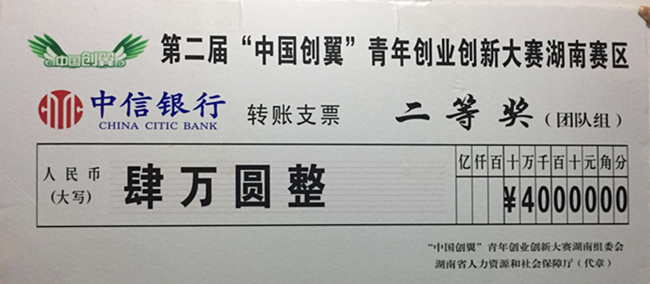 中国创翼
第二届“中国创翼”青年创业创新大赛湖南赛区
中信银行
CHINA CITIC BANK
转账支票
二等奖（团队组）
人民币
(大写)
肆万圆整
亿仟百十万千百十元角分
¥4000000
“中国创翼”青年创业创新大赛湖南组委会
湖南省人力资源和社会保障厅（代章）